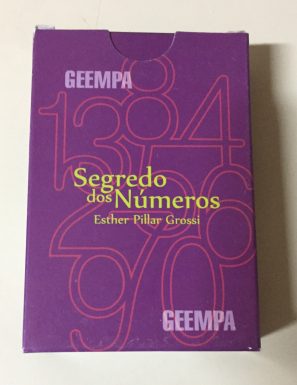 GEEMPA
Segredo
dos Números
Esther Pillar Grossi
GEEMPA